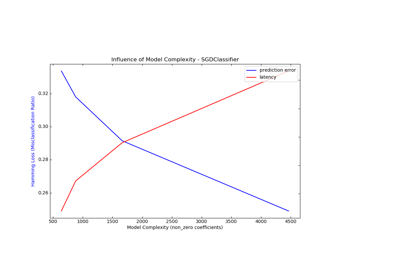 Influence of Model Complexity - SGDClassifier
prediction error
latency
Hamming Loss (Misclassification Ratio)
0.32
0.30
0.28
0.26
500
1000
1500
2000
2500
3000
3500
4000
4500
Model Complexity (non_zero coefficients)